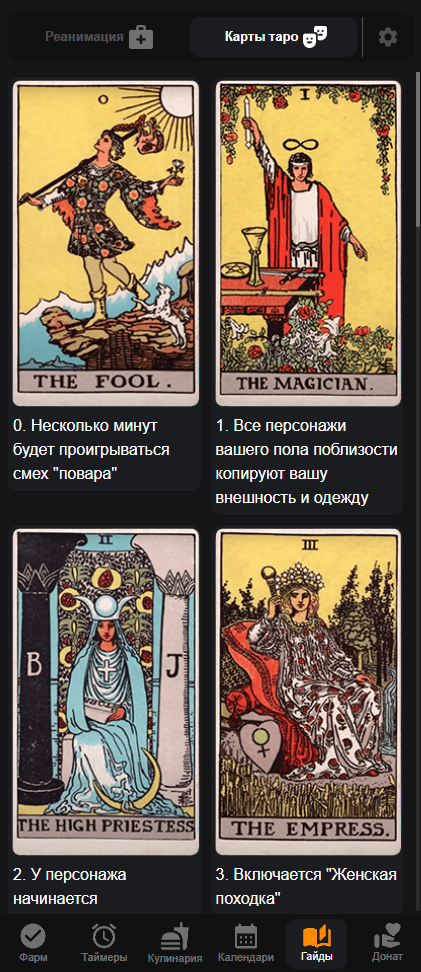 Реанимация
Карты таро
I
THE FOOL.
THE MAGICIAN.
0. Несколько минут
будет проигрываться
смех "повара"
1. Все персонажи
вашего пола поблизости
копируют вашу
внешность и одежду
II
B
J
THE HIGH PRIESTESS
III
THE EMPRESS.
2. У персонажа
начинается
3. Включается "Женская
походка"
Фарм
Таймеры
Кулинария
Календари
Гайды
Донат